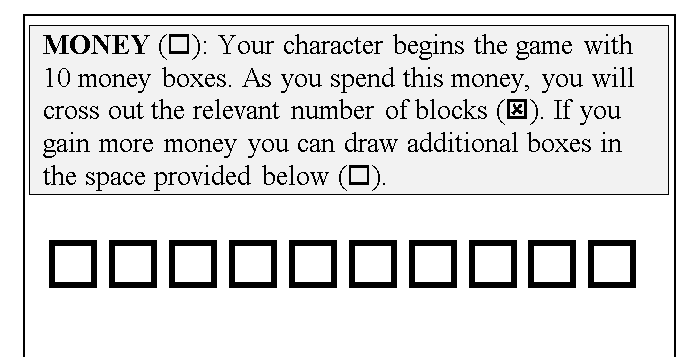 MONEY (☐): Your character begins the game with
10 money boxes. As you spend this money, you will
cross out the relevant number of blocks (☒). If you
gain more money you can draw additional boxes in
the space provided below (☐).
☐ ☐ ☐ ☐ ☐ ☐ ☐ ☐ ☐ ☐